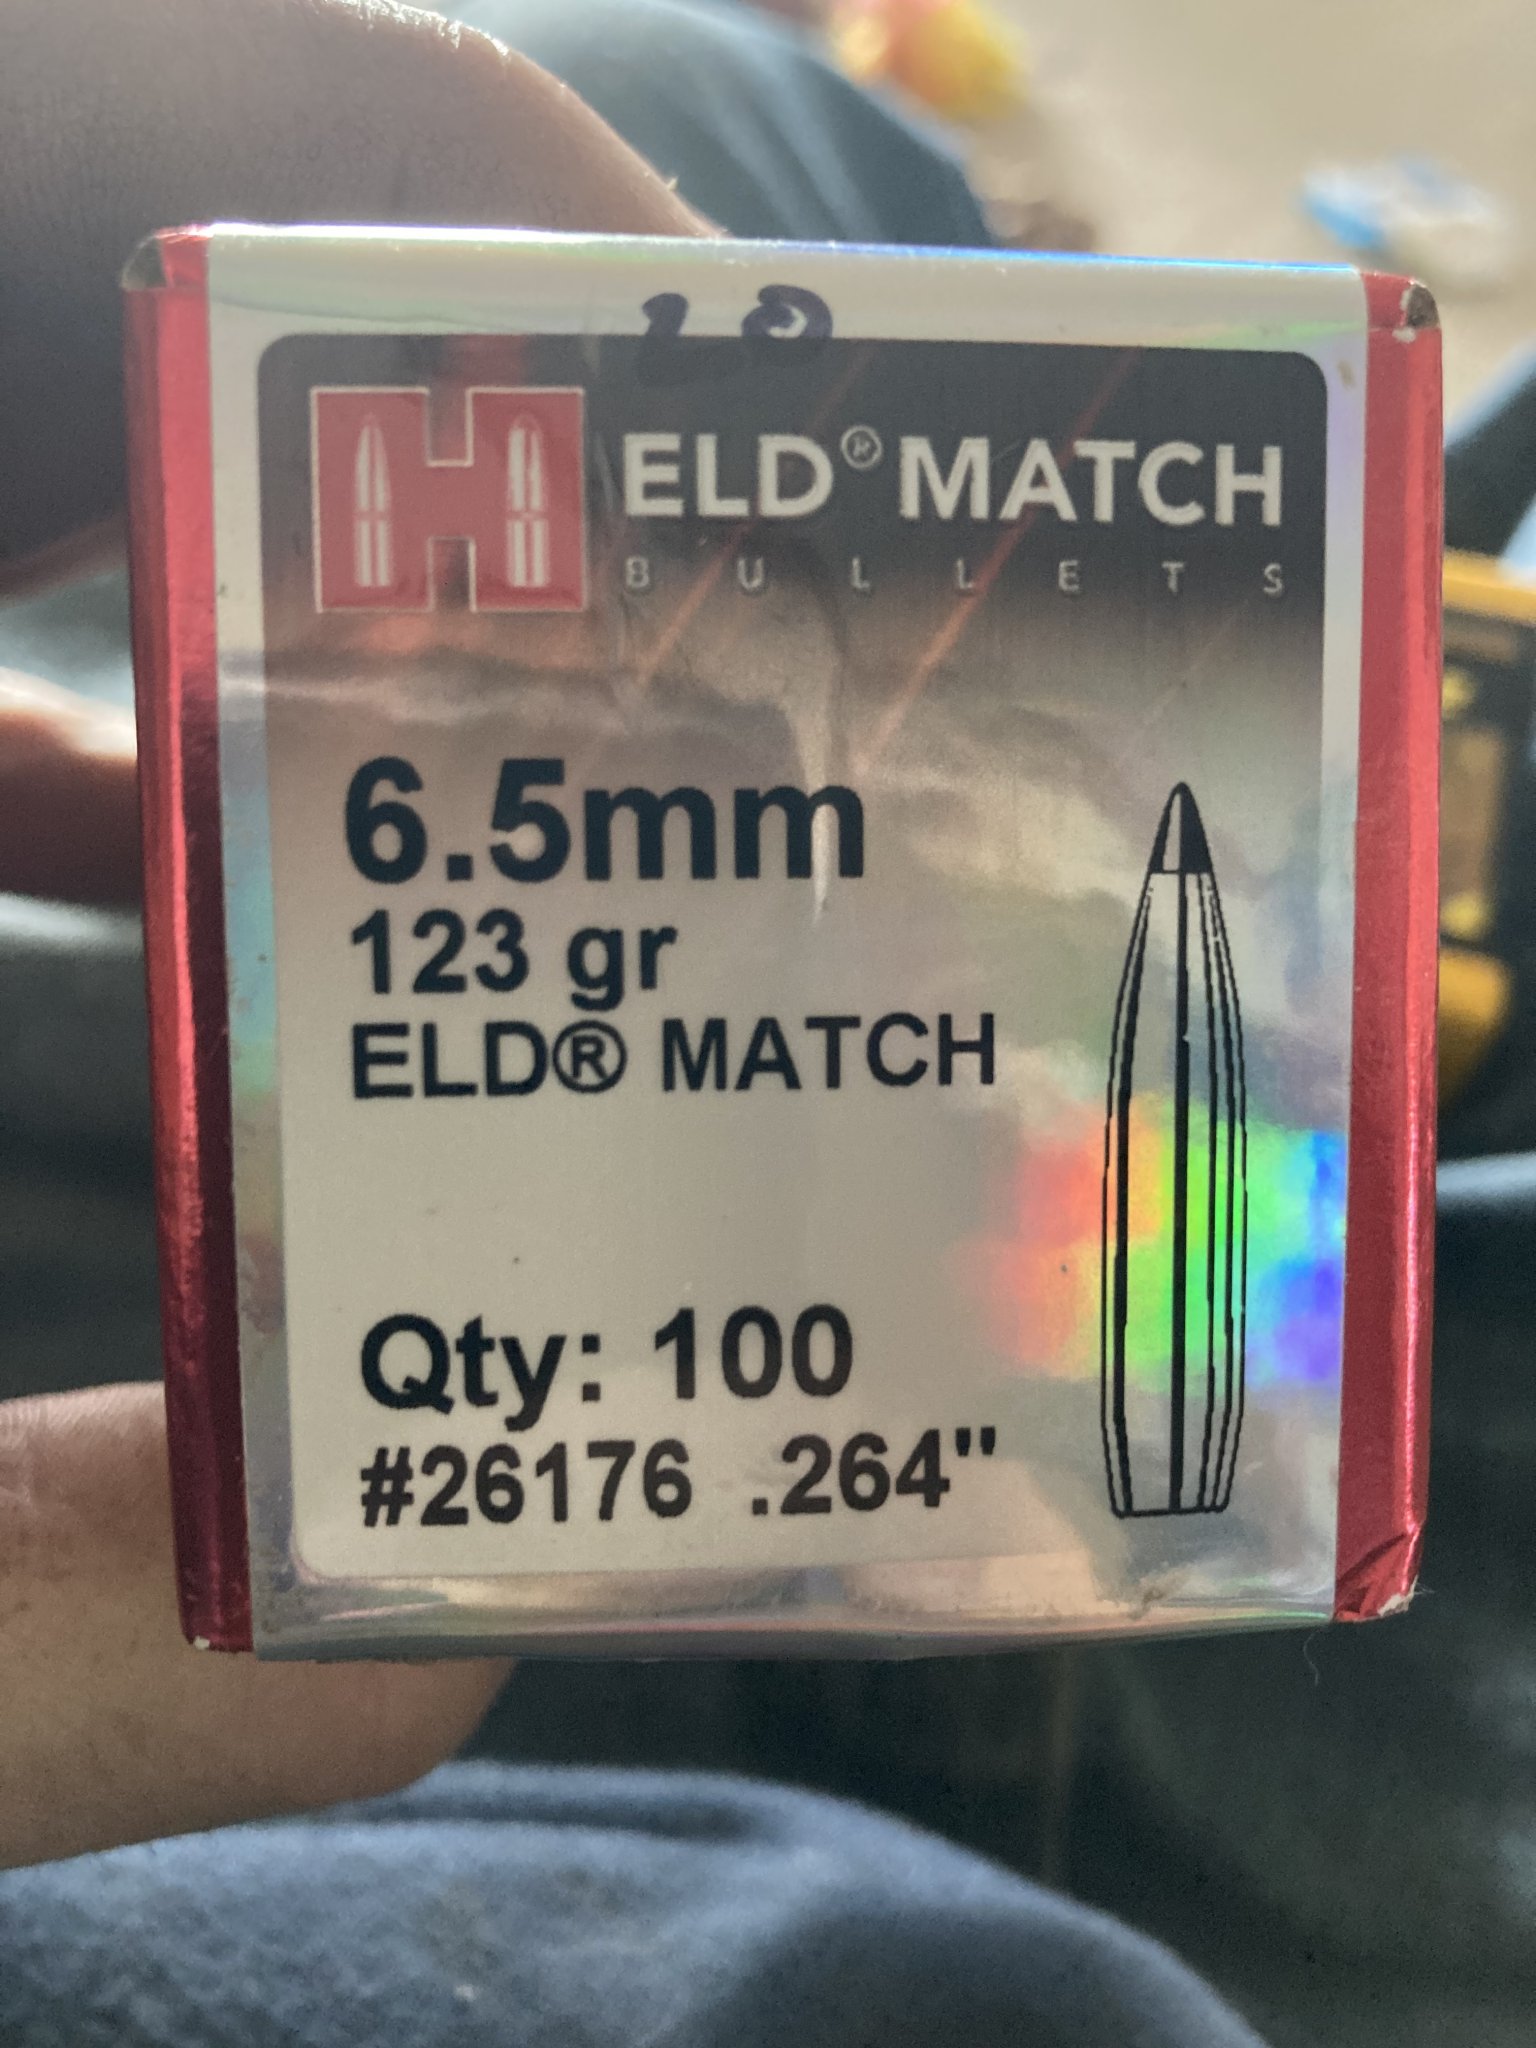 ELD® MATCH
BULLETS
6.5mm
123 gr
ELD® MATCH
Qty: 100
#26176 .264"